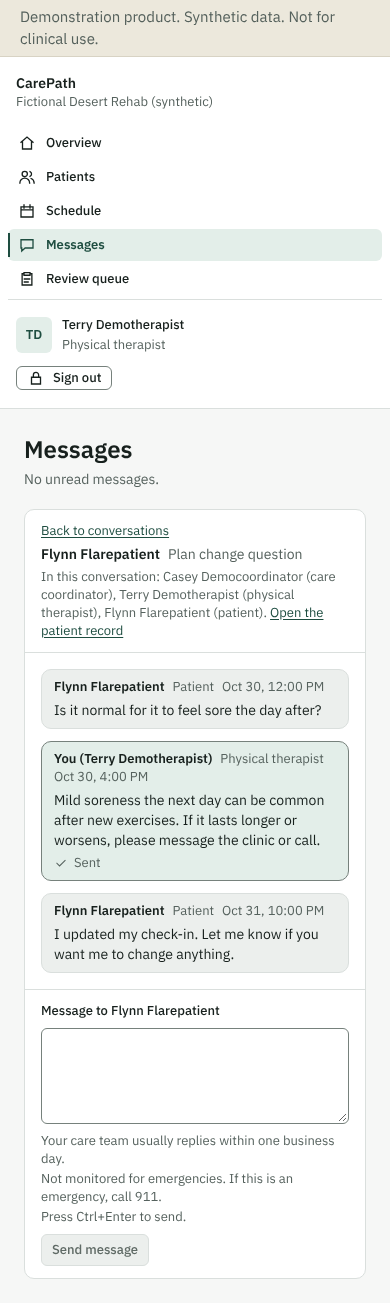 Demonstration product. Synthetic data. Not for
clinical use.
CarePath
Fictional Desert Rehab (synthetic)
Overview
Patients
Schedule
Messages
Review queue
TD
Terry Demotherapist
Physical therapist
Sign out
Messages
No unread messages.
Back to conversations
Flynn Flarepatient Plan change question
In this conversation: Casey Democoordinator (care
coordinator), Terry Demotherapist (physical
therapist), Flynn Flarepatient (patient). Open the
patient record
Flynn Flarepatient Patient Oct 30, 12:00 PM
Is it normal for it to feel sore the day after?
You (Terry Demotherapist) Physical therapist
Oct 30, 4:00 PM
Mild soreness the next day can be common
after new exercises. If it lasts longer or
worsens, please message the clinic or call.
Sent
Flynn Flarepatient Patient Oct 31, 10:00 PM
I updated my check-in. Let me know if you
want me to change anything.
Message to Flynn Flarepatient
Your care team usually replies within one business
day.
Not monitored for emergencies. If this is an
emergency, call 911.
Press Ctrl+Enter to send.
Send message